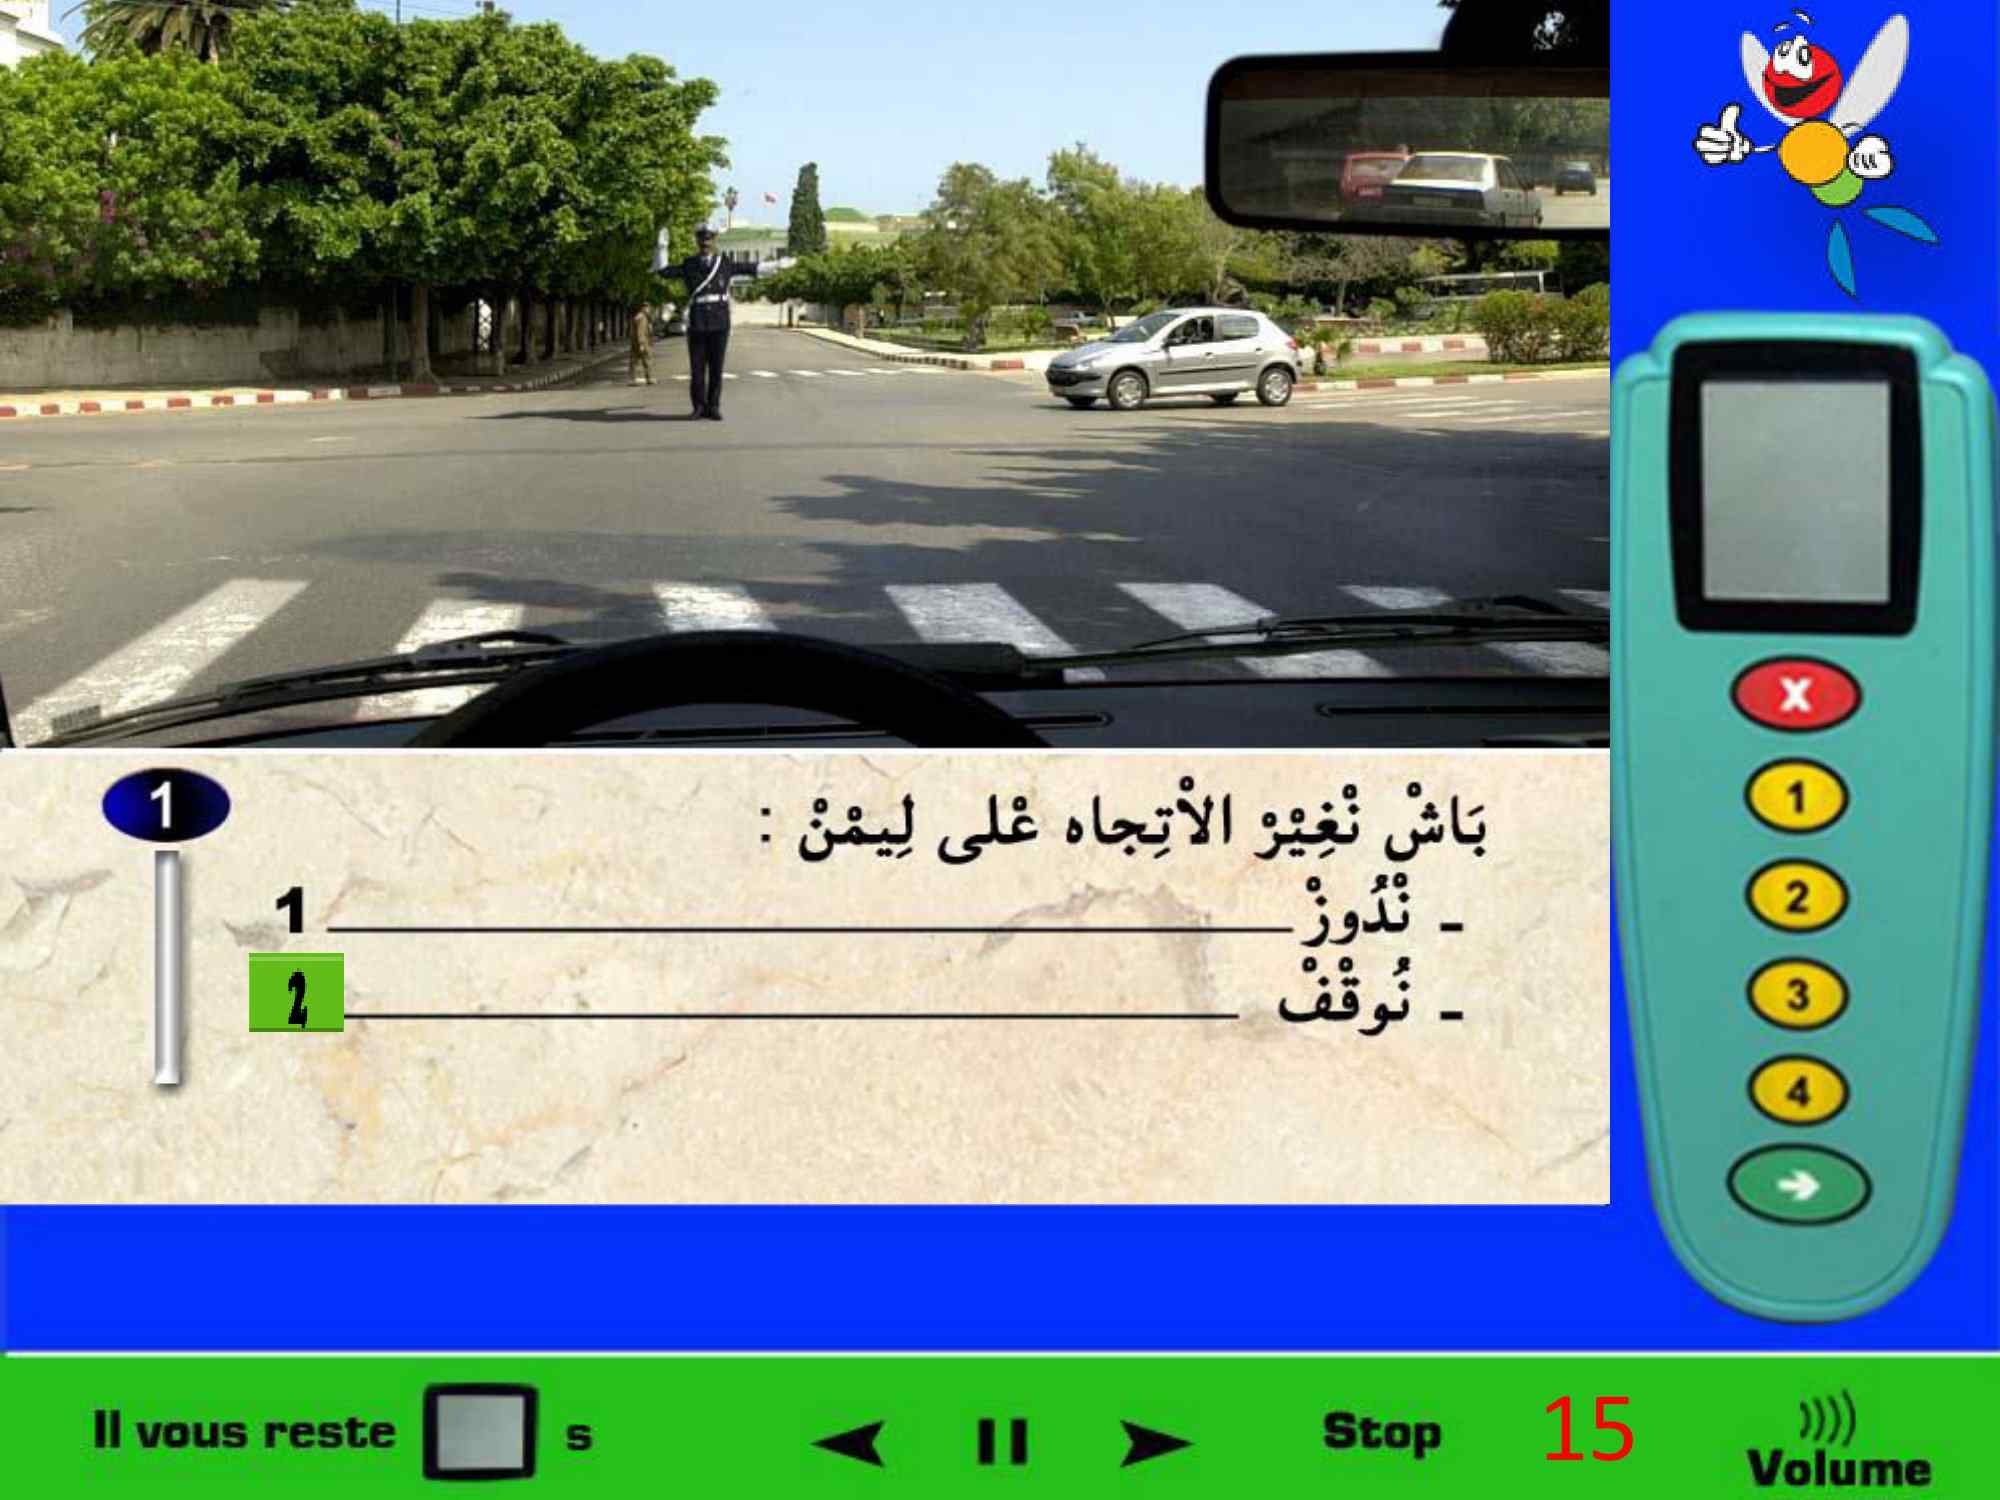 1
بَاشْ نْغِيْرْ الاْتِجاه عْلى لِيمْنْ :
- نْدُوزْ 1
- نُوقْفْ 2
X
1
2
3
4
Il vous reste s
Stop
15
Volume